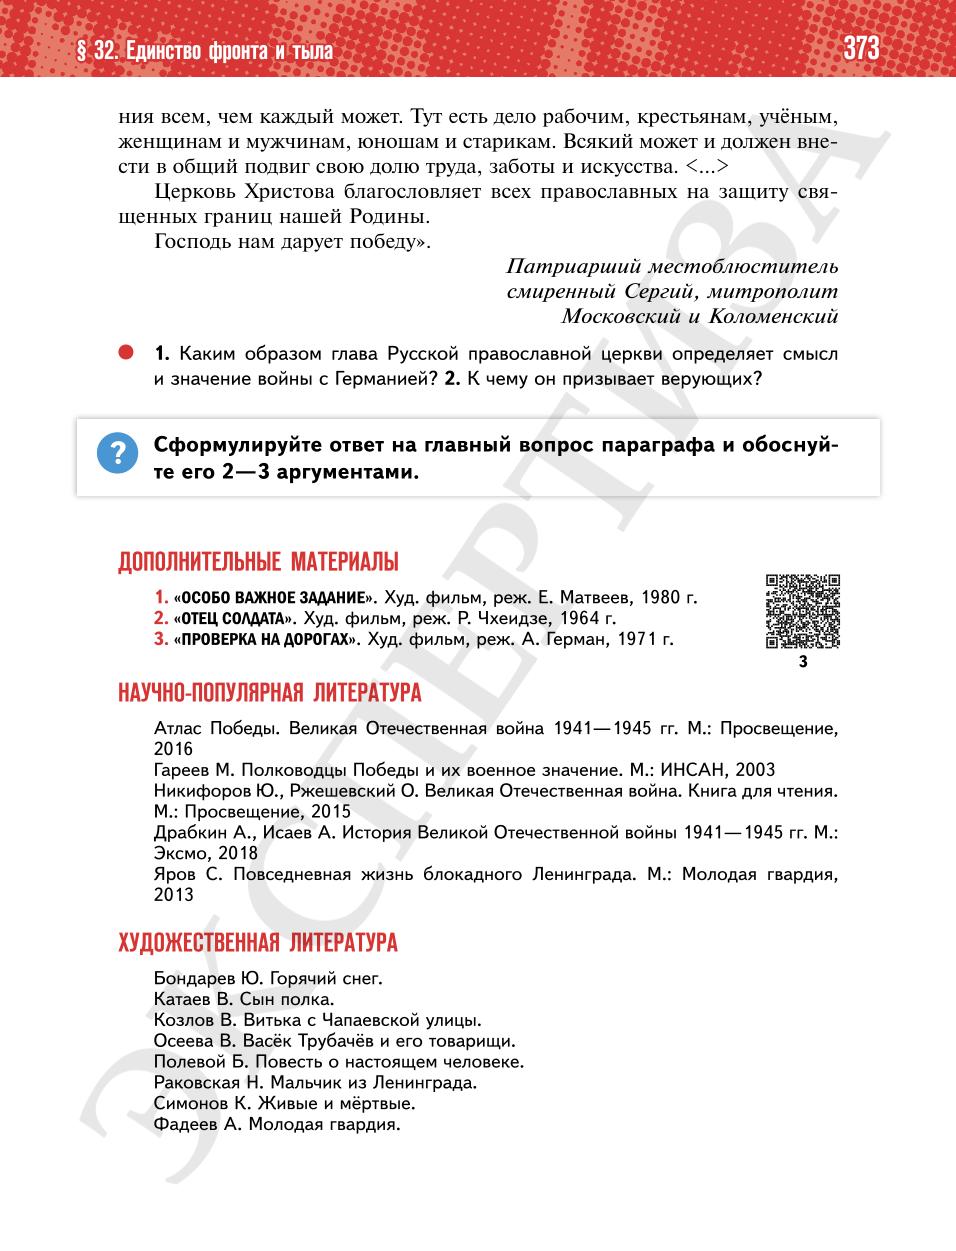 § 32. Единство фронта и тыла
373
ния всем, чем каждый может. Тут есть дело рабочим, крестьянам, учёным,
женщинам и мужчинам, юношам и старикам. Всякий может и должен вне-
сти в общий подвиг свою долю труда, заботы и искусства. <...>
Церковь Христова благословляет всех православных на защиту свя-
щенных границ нашей Родины.
Господь нам дарует победу».
Патриарший местоблюститель
смиренный Сергий, митрополит
Московский и Коломенский
1. Каким образом глава Русской православной церкви определяет смысл
и значение войны с Германией? 2. К чему он призывает верующих?
?
Сформулируйте ответ на главный вопрос параграфа и обоснуй-
те его 2—3 аргументами.
ДОПОЛНИТЕЛЬНЫЕ МАТЕРИАЛЫ
1. «ОСОБО ВАЖНОЕ ЗАДАНИЕ». Худ. фильм, реж. Е. Матвеев, 1980 г.
2. «ОТЕЦ СОЛДАТА». Худ. фильм, реж. Р. Чхеидзе, 1964 г.
3. «ПРОВЕРКА НА ДОРОГАХ». Худ. фильм, реж. А. Герман, 1971 г.
3
НАУЧНО-ПОПУЛЯРНАЯ ЛИТЕРАТУРА
Атлас Победы. Великая Отечественная война 1941—1945 гг. М.: Просвещение,
2016
Гареев М. Полководцы Победы и их военное значение. М.: ИНСАН, 2003
Никифоров Ю., Ржешевский О. Великая Отечественная война. Книга для чтения.
М.: Просвещение, 2015
Драбкин А., Исаев А. История Великой Отечественной войны 1941—1945 гг. М.:
Эксмо, 2018
Яров С. Повседневная жизнь блокадного Ленинграда. М.: Молодая гвардия,
2013
ХУДОЖЕСТВЕННАЯ ЛИТЕРАТУРА
Бондарев Ю. Горячий снег.
Катаев В. Сын полка.
Козлов В. Витька с Чапаевской улицы.
Осеева В. Васёк Трубачёв и его товарищи.
Полевой Б. Повесть о настоящем человеке.
Раковская Н. Мальчик из Ленинграда.
Симонов К. Живые и мёртвые.
Фадеев А. Молодая гвардия.
ЭКСПЕРТИЗА